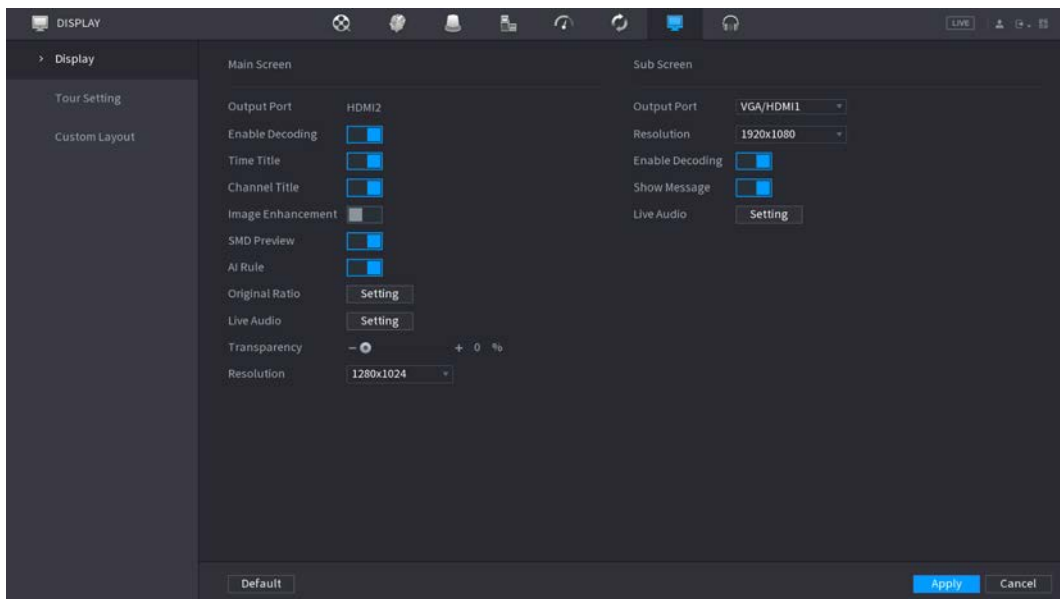 DISPLAY
LIVE
Display
Tour Setting
Custom Layout
Main Screen
Output Port HDMI2
Enable Decoding
Time Title
Channel Title
Image Enhancement
SMD Preview
AI Rule
Original Ratio Setting
Live Audio Setting
Transparency − + 0 %
Resolution 1280x1024
Sub Screen
Output Port VGA/HDMI1
Resolution 1920x1080
Enable Decoding
Show Message
Live Audio Setting
Default
Apply Cancel